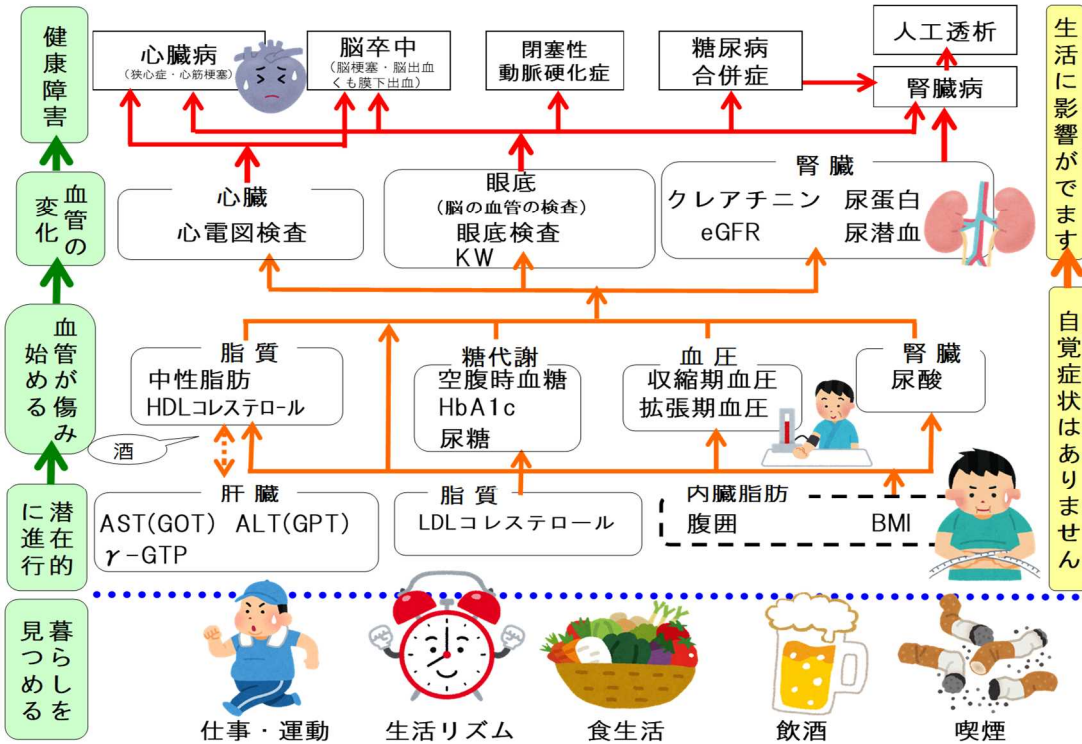 健康障害
心臓病
(狭心症・心筋梗塞)
脳卒中
(脳梗塞・脳出血
くも膜下出血)
閉塞性
動脈硬化症
糖尿病
合併症
人工透析
腎臓病
生活に影響がでます
血管の
変化
心臓
心電図検査
眼底
(脳の血管の検査)
眼底検査
KW
腎臓
クレアチニン 尿蛋白
eGFR 尿潜血
血管が傷み
始める
脂質
中性脂肪
HDLコレステロール
糖代謝
空腹時血糖
HbA1c
尿糖
血圧
収縮期血圧
拡張期血圧
腎臓
尿酸
自覚症状はありません
酒
潜在的
に進行
肝臓
AST(GOT) ALT(GPT)
γ-GTP
脂質
LDLコレステロール
内臓脂肪
腹囲 BMI
暮らしを
見つめる
仕事・運動
生活リズム
食生活
飲酒
喫煙